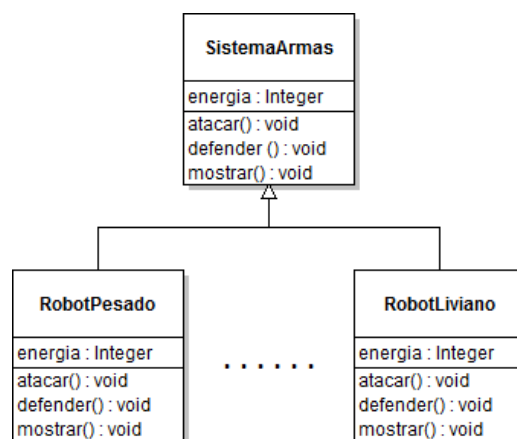 SistemaArmas
energia : Integer
atacar() : void
defender () : void
mostrar() : void
RobotPesado
energia : Integer
atacar() : void
defender() : void
mostrar() : void
......
RobotLiviano
energia : Integer
atacar() : void
defender() : void
mostrar() : void